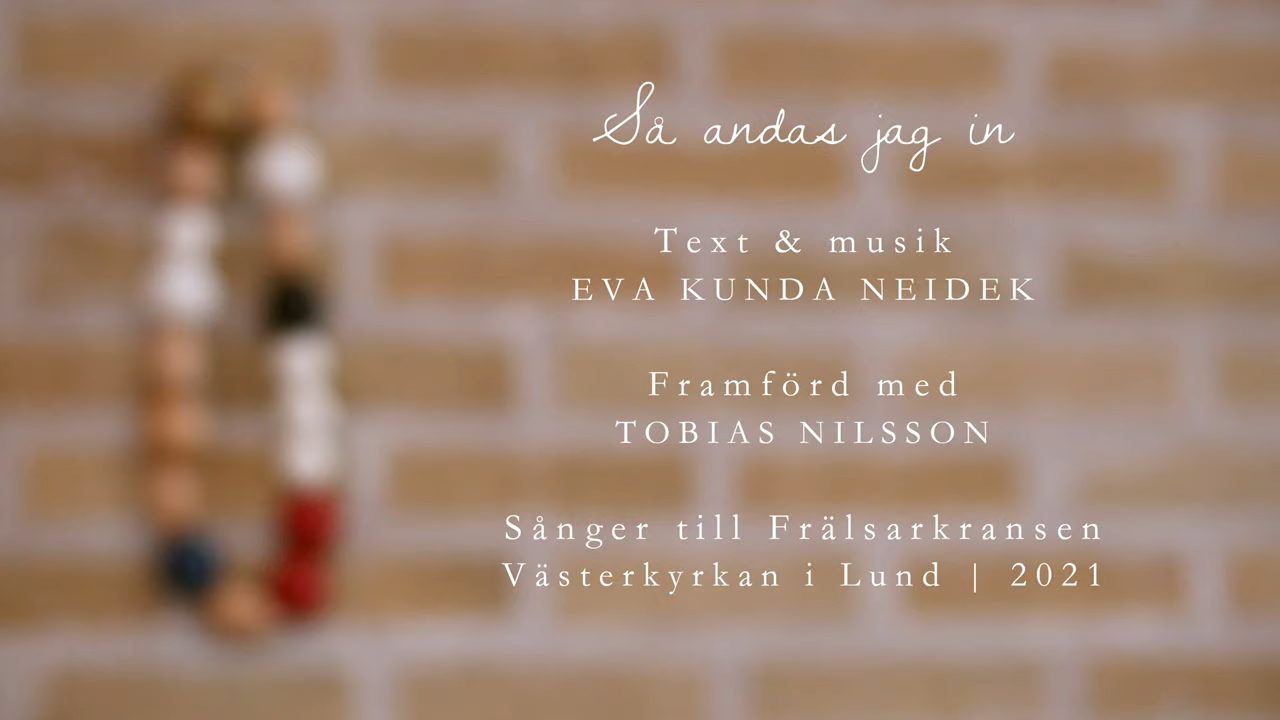 Så andas jag in
Text & musik
EVA KUNDA NEIDEK
Framförd med
TOBIAS NILSSON
Sånger till Frälsarkransen
Västerkyrkan i Lund | 2021